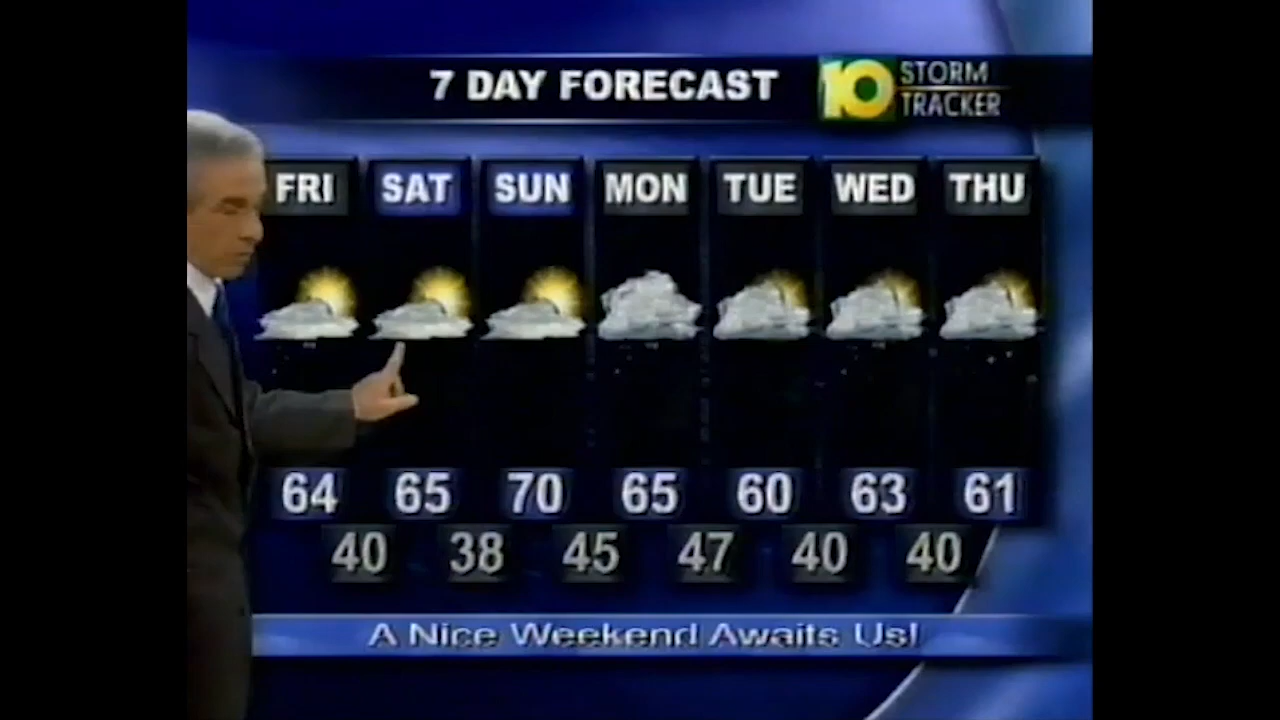 7 DAY FORECAST
10 STORM TRACKER
FRI SAT SUN MON TUE WED THU
64 65 70 65 60 63 61
40 38 45 47 40 40
A Nice Weekend Awaits Us!